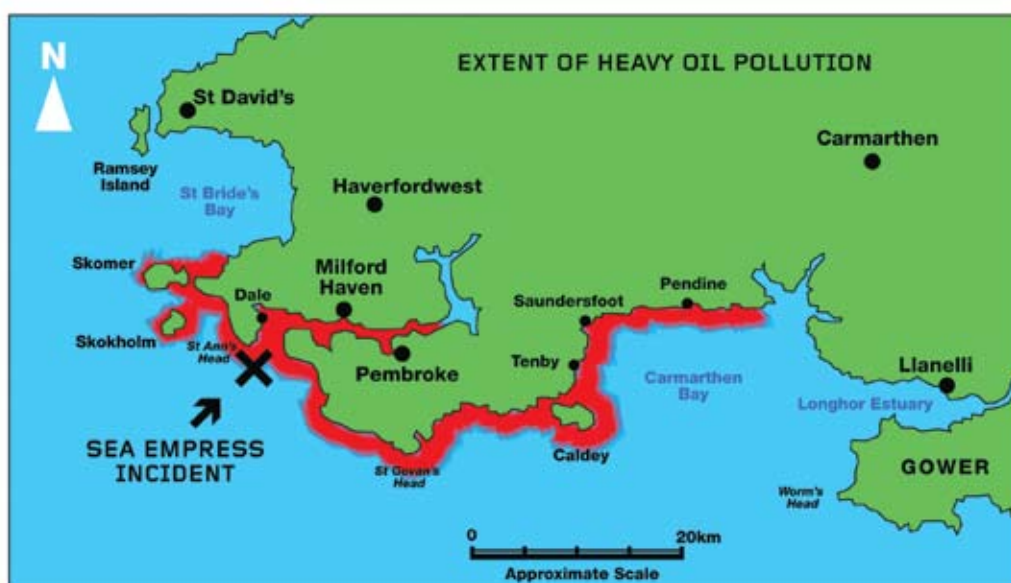 EXTENT OF HEAVY OIL POLLUTION
N
St David's
Carmarthen
Ramsey
Island
St Bride's
Bay
Haverfordwest
Skomer
Milford
Haven
Pendine
Dale
Saundersfoot
Skokholm
St Ann's
Head
Tenby
Pembroke
Carmarthen
Bay
Llanelli
Longhor Estuary
SEA EMPRESS
INCIDENT
St Govan's
Head
Caldey
GOWER
Worm's
Head
0
20km
Approximate Scale